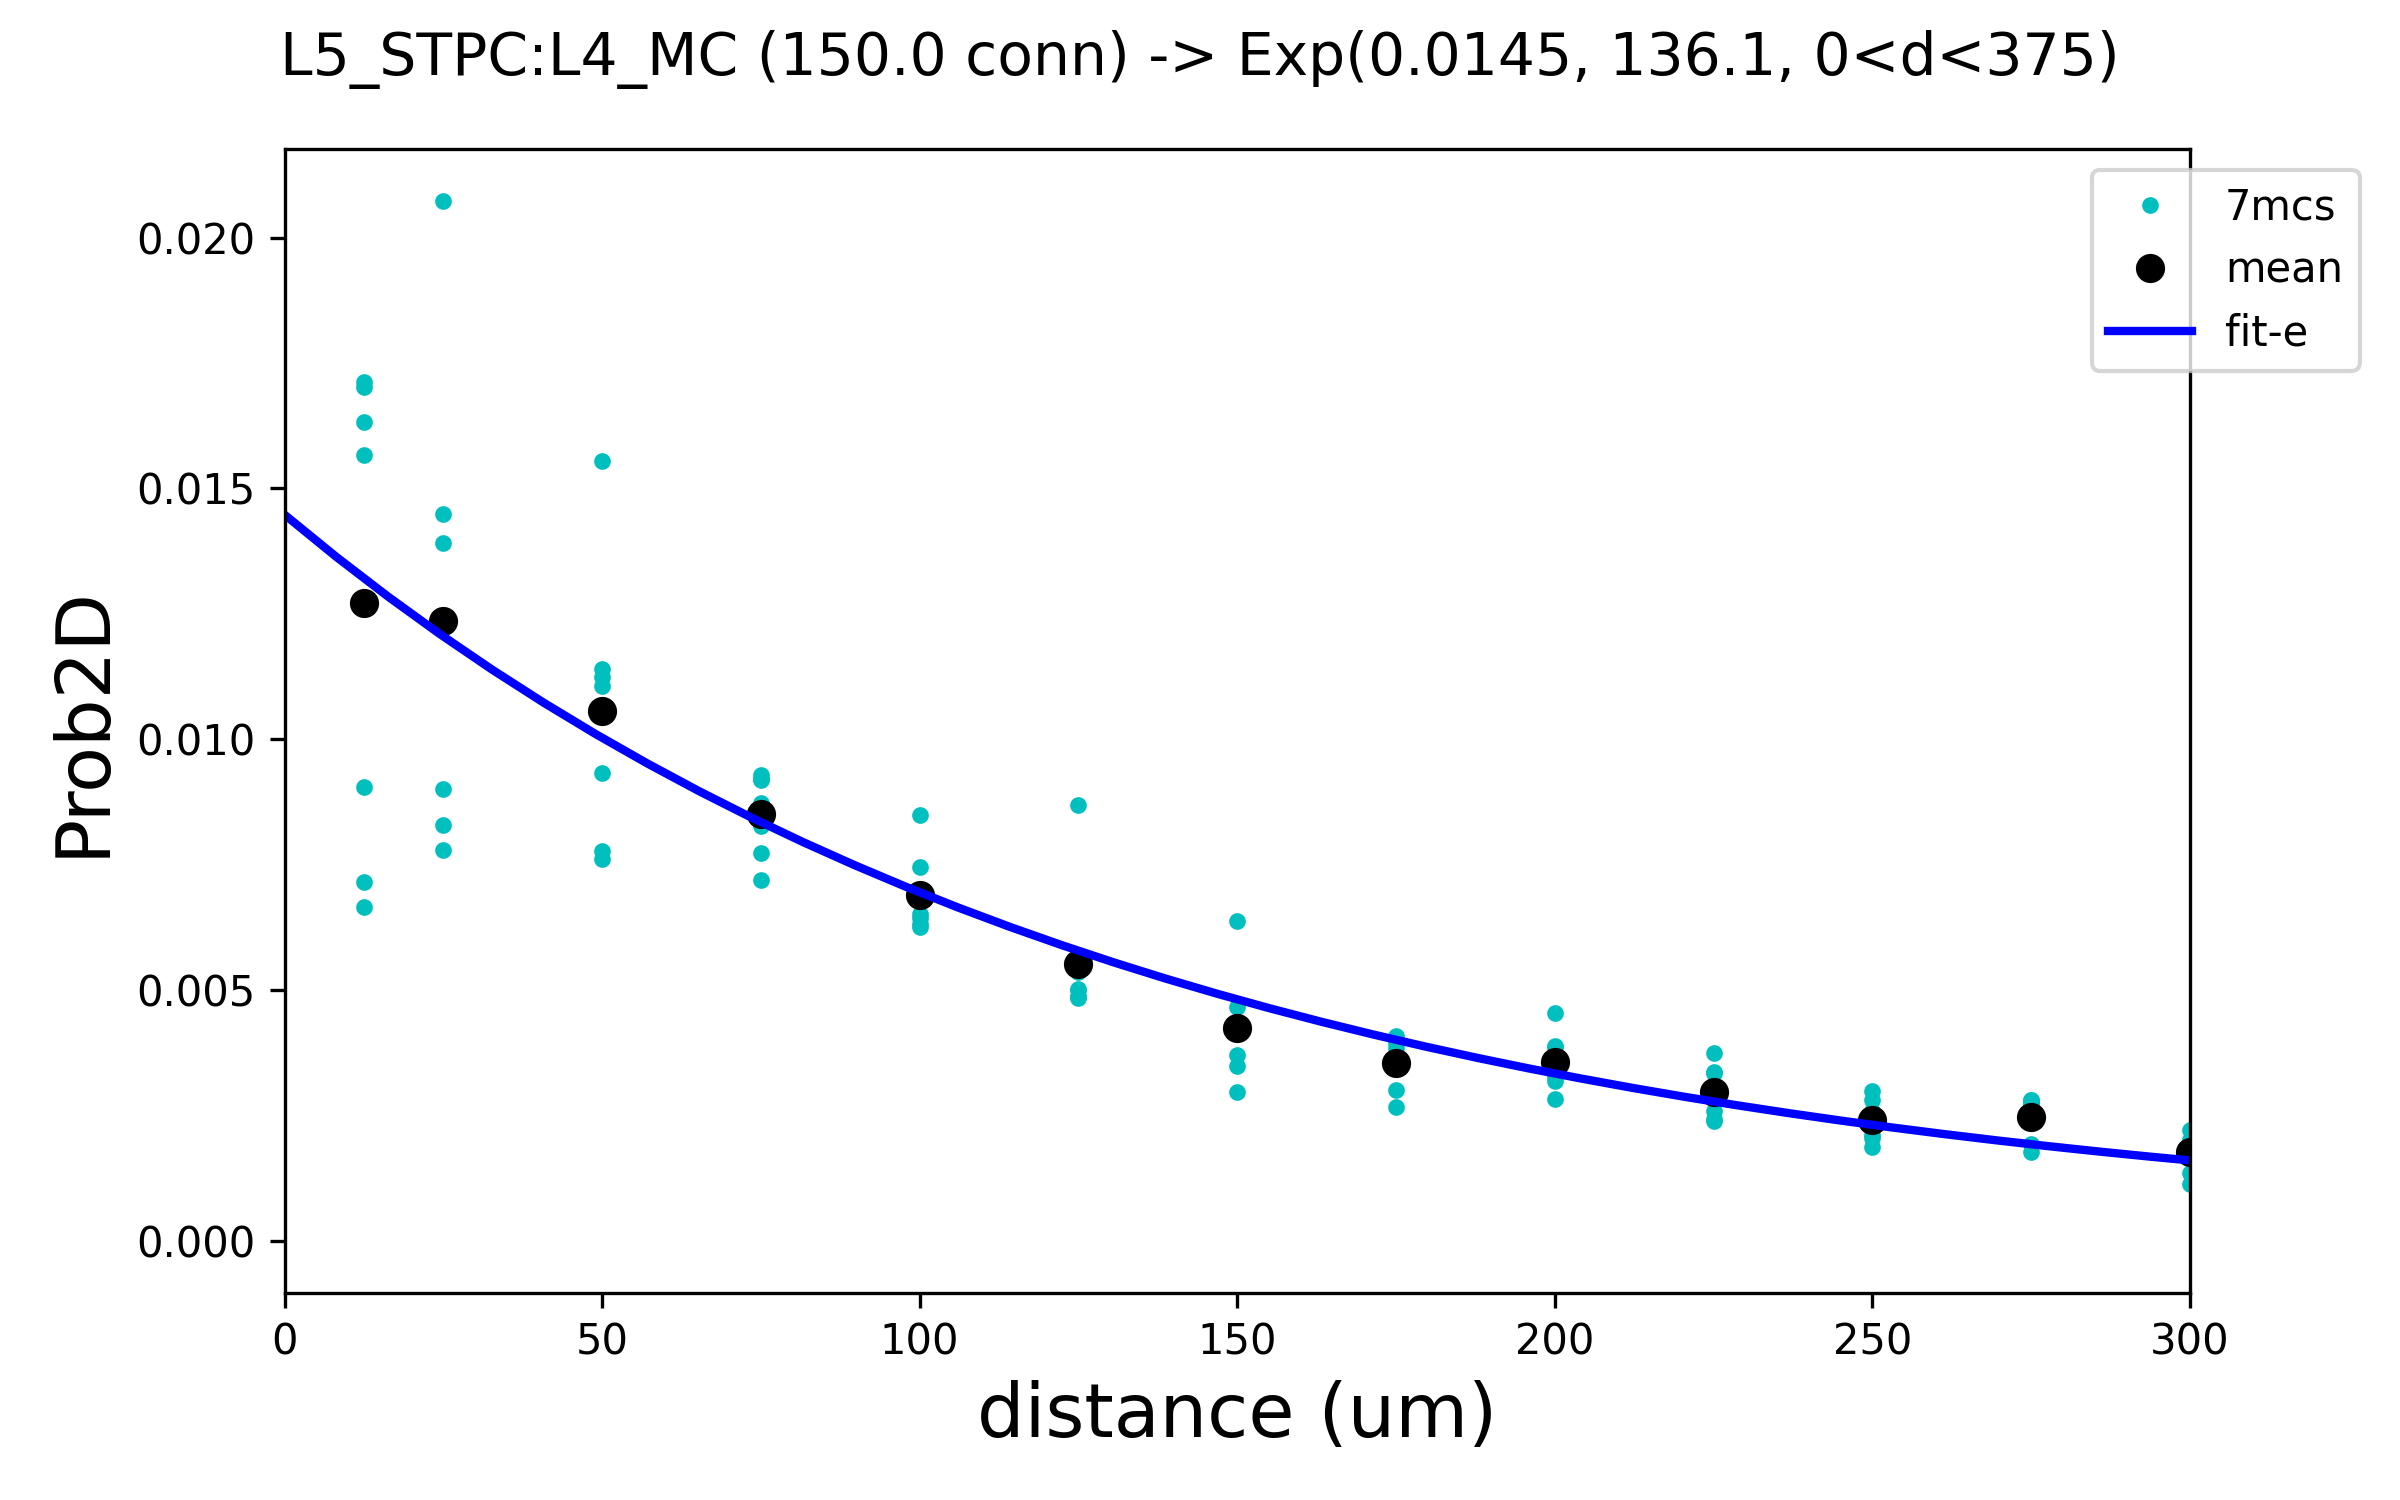 L5_STPC:L4_MC (150.0 conn) -> Exp(0.0145, 136.1, 0<d<375)
7mcs
mean
fit-e
Prob2D
0.020
0.015
0.010
0.005
0.000
0 50 100 150 200 250 300
distance (um)